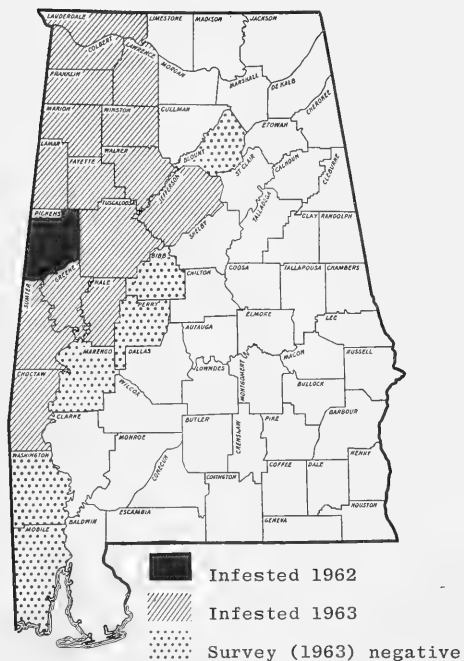 LAUDERDALE
LIMESTONE
MADISON
JACKSON
COLBERT
LAWRENCE
FRANKLIN
MORGAN
MARSHALL
DE KALB
CHEROKEE
MARION
WINSTON
CULLMAN
ETOWAH
LAMAR
FAYETTE
WALKER
BLOUNT
ST CLAIR
CALHOUN
CLEBURNE
JEFFERSON
TUSCALOOSA
SHELBY
TALLADEGA
CLAY
RANDOLPH
PICKENS
BIBB
SUMTER
GREENE
HALE
CHILTON
COOSA
TALLAPOOSA
CHAMBERS
PERRY
AUTAUGA
ELMORE
LEE
MARENGO
DALLAS
MACON
RUSSELL
CHOCTAW
LOWNDES
MONTGOMERY
BULLOCK
WILCOX
BARBOUR
CLARKE
BUTLER
CRENSHAW
PIKE
MONROE
WASHINGTON
CONECUH
COFFEE
DALE
HENRY
COVINGTON
HOUSTON
MOBILE
BALDWIN
ESCAMBIA
GENEVA
Infested 1962
Infested 1963
Survey (1963) negative